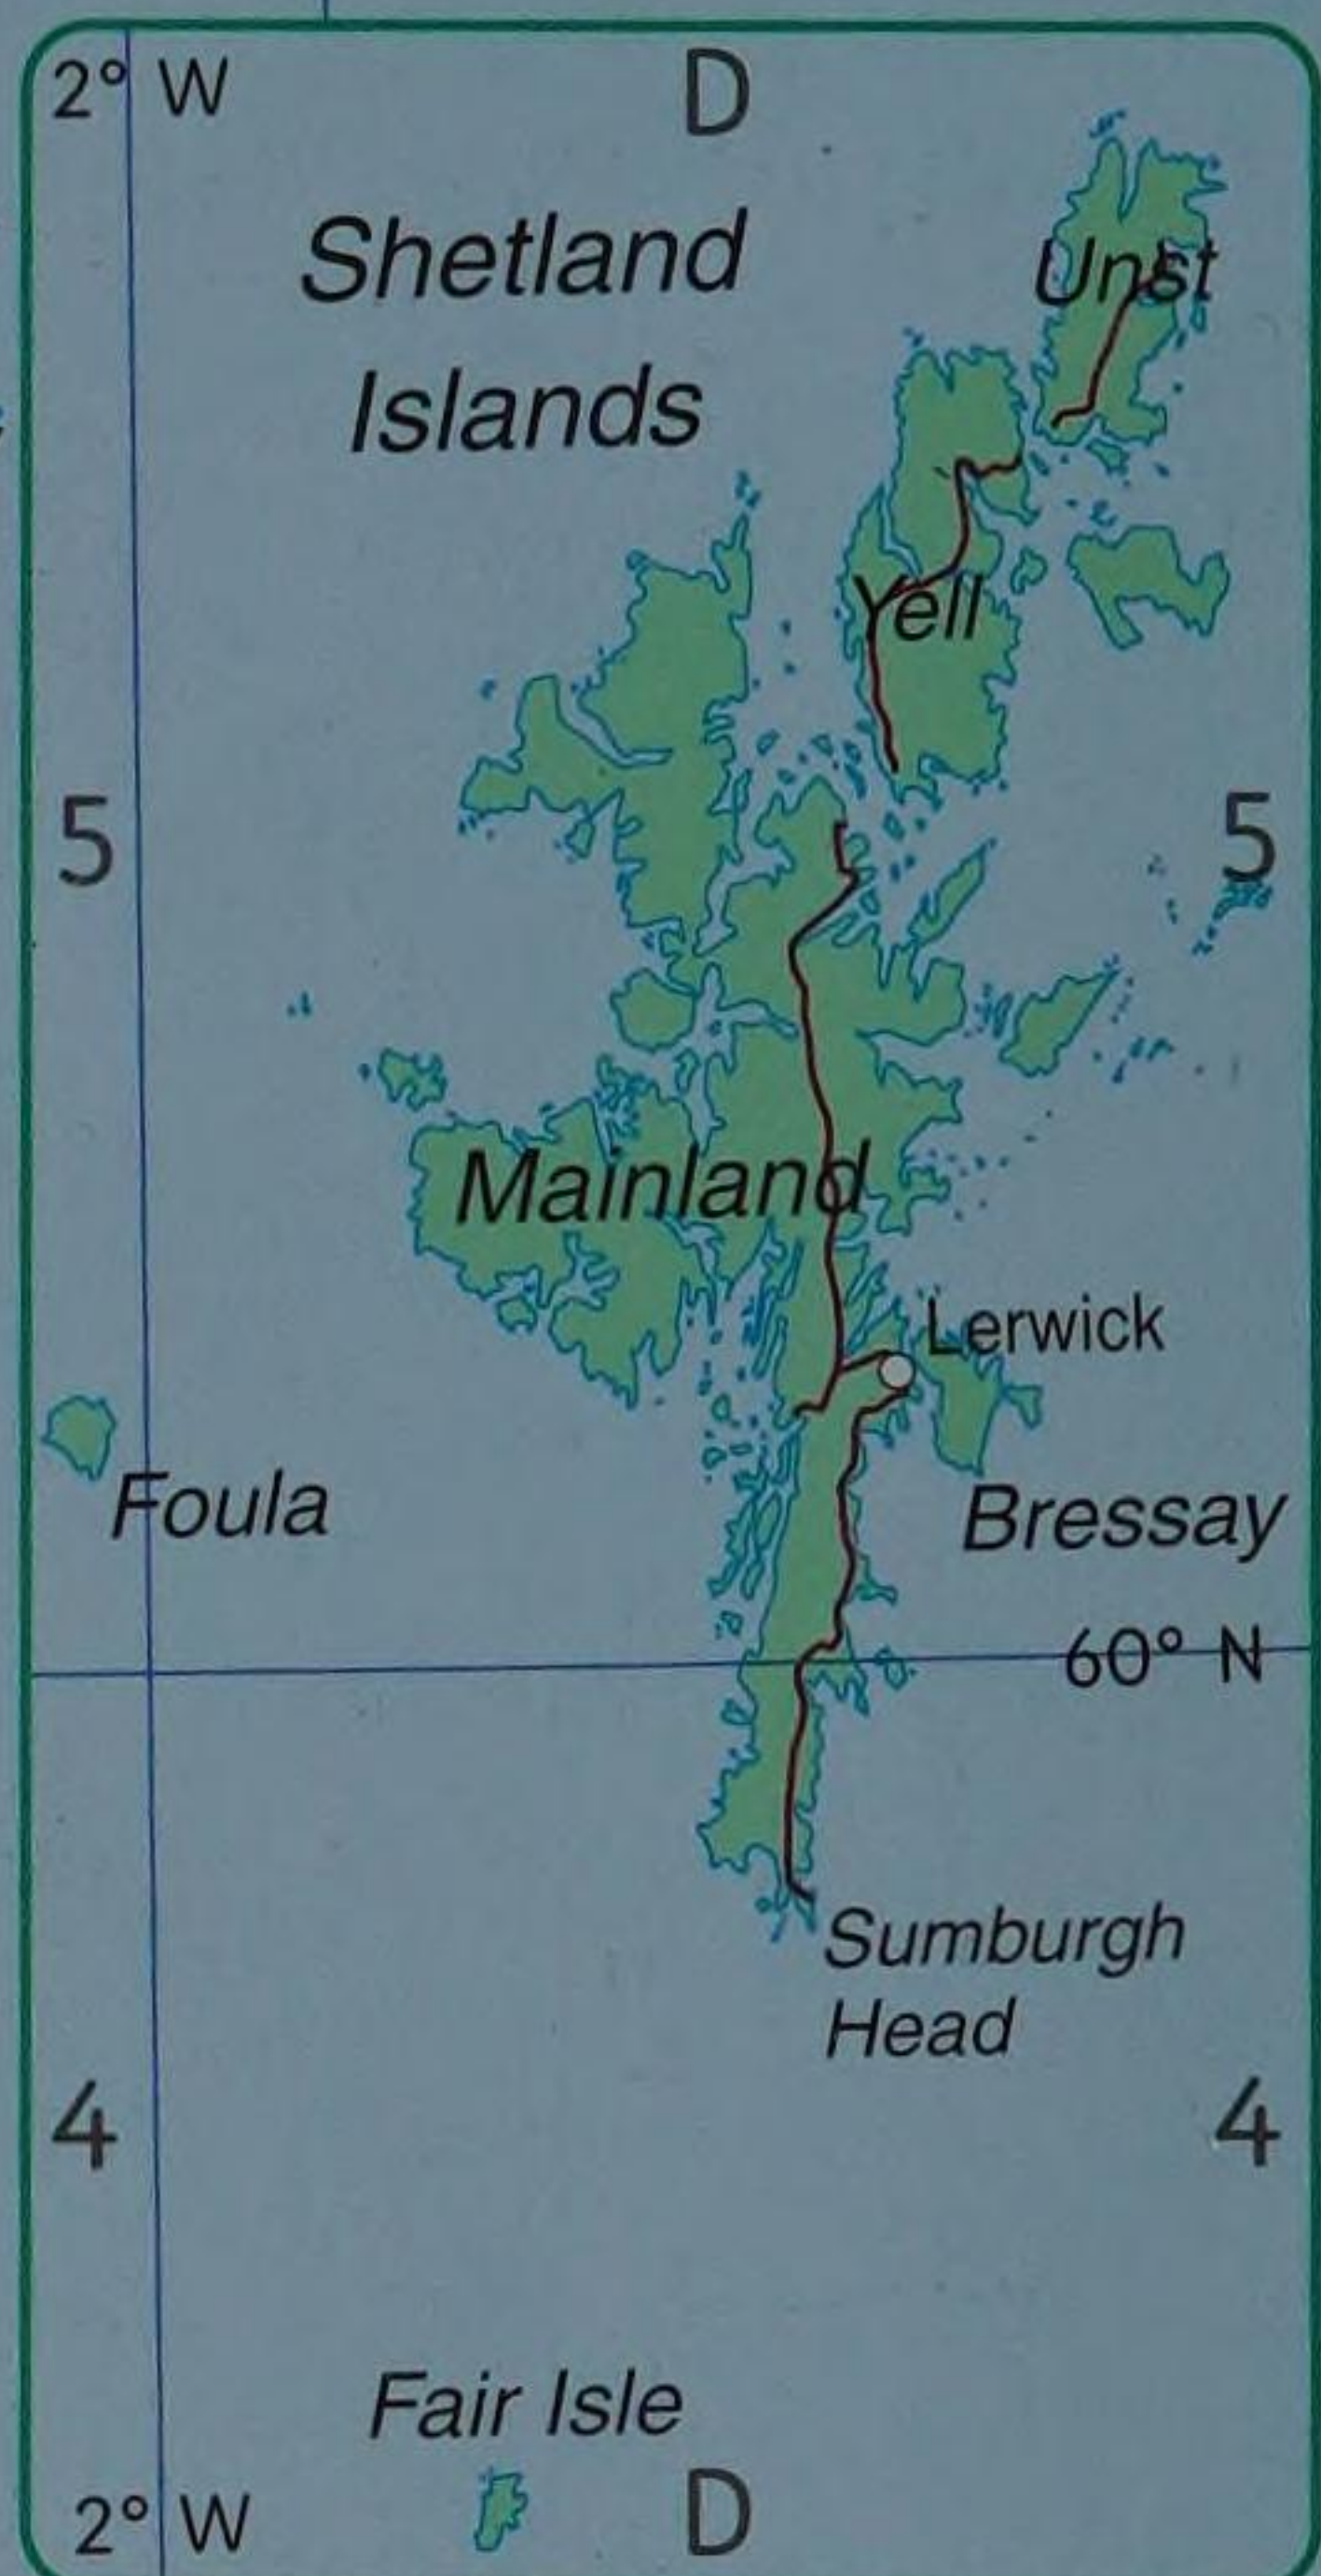 2° W
D
Shetland
Islands
Unst
Yell
5
5
Mainland
Lerwick
Foula
Bressay
60° N
Sumburgh
Head
4
4
Fair Isle
2° W
D